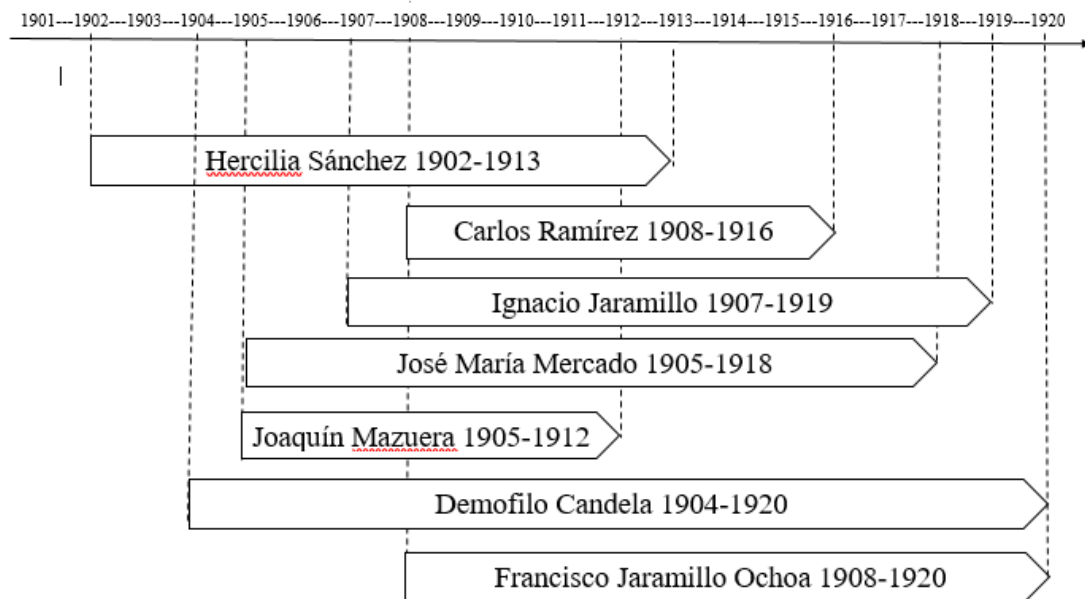 1901---1902---1903---1904---1905---1906---1907---1908---1909---1910---1911---1912---1913---1914---1915---1916---1917---1918---1919---1920
Hercilia Sánchez 1902-1913
Carlos Ramírez 1908-1916
Ignacio Jaramillo 1907-1919
José María Mercado 1905-1918
Joaquín Mazuera 1905-1912
Demofilo Candela 1904-1920
Francisco Jaramillo Ochoa 1908-1920